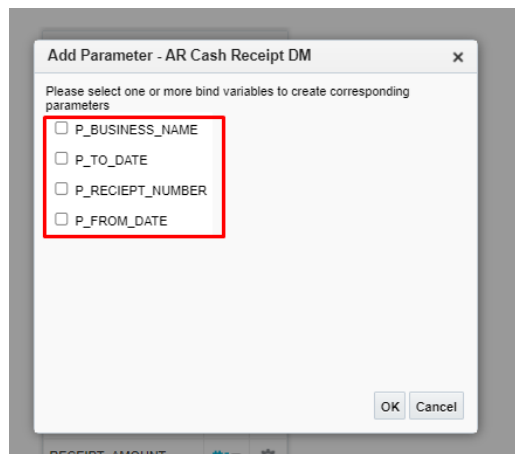 Add Parameter - AR Cash Receipt DM
Please select one or more bind variables to create corresponding
parameters
P_BUSINESS_NAME
P_TO_DATE
P_RECIEPT_NUMBER
P_FROM_DATE
OK Cancel
RECEIPT_AMOUNT